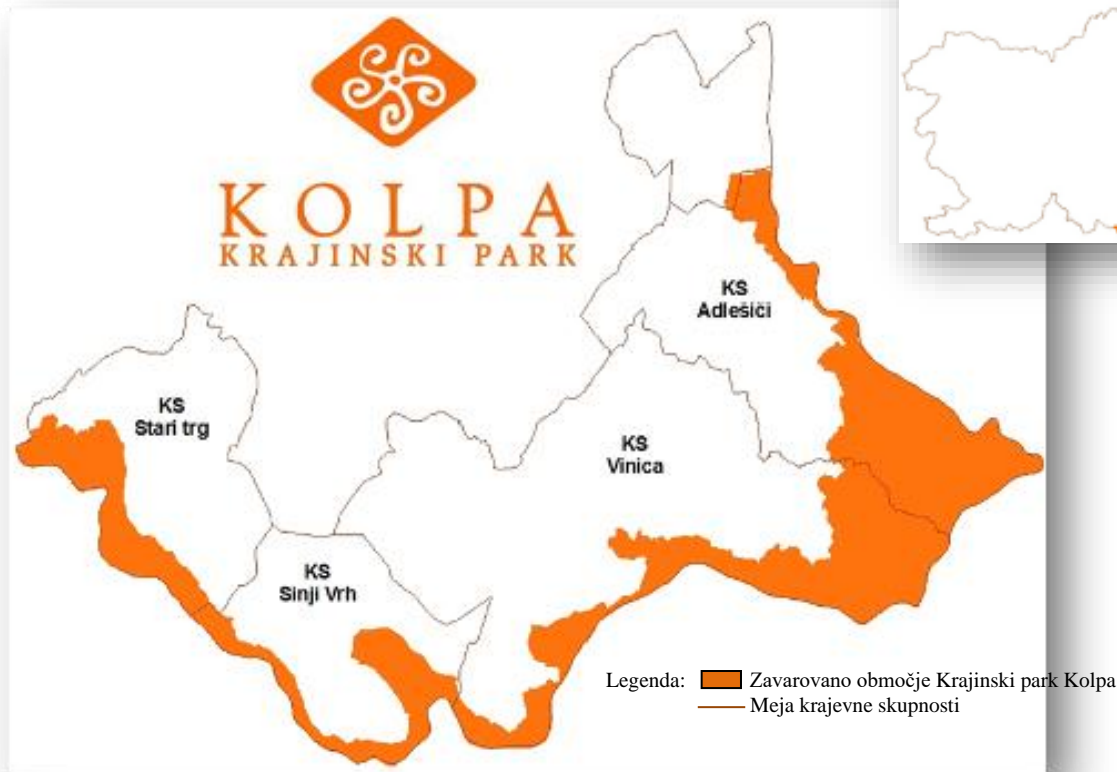 KOLPA
KRAJINSKI PARK
KS
Adlešiči
KS
Stari trg
KS
Vinica
KS
Sinji Vrh
Legenda: Zavarovano območje Krajinski park Kolpa
Meja krajevne skupnosti